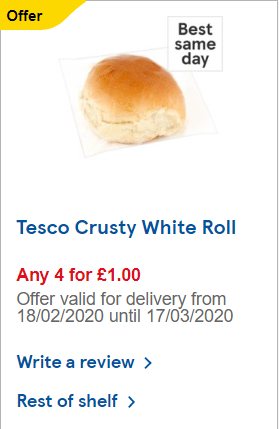 Offer
Best
same
day
Tesco Crusty White Roll
Any 4 for £1.00
Offer valid for delivery from
18/02/2020 until 17/03/2020
Write a review
Rest of shelf